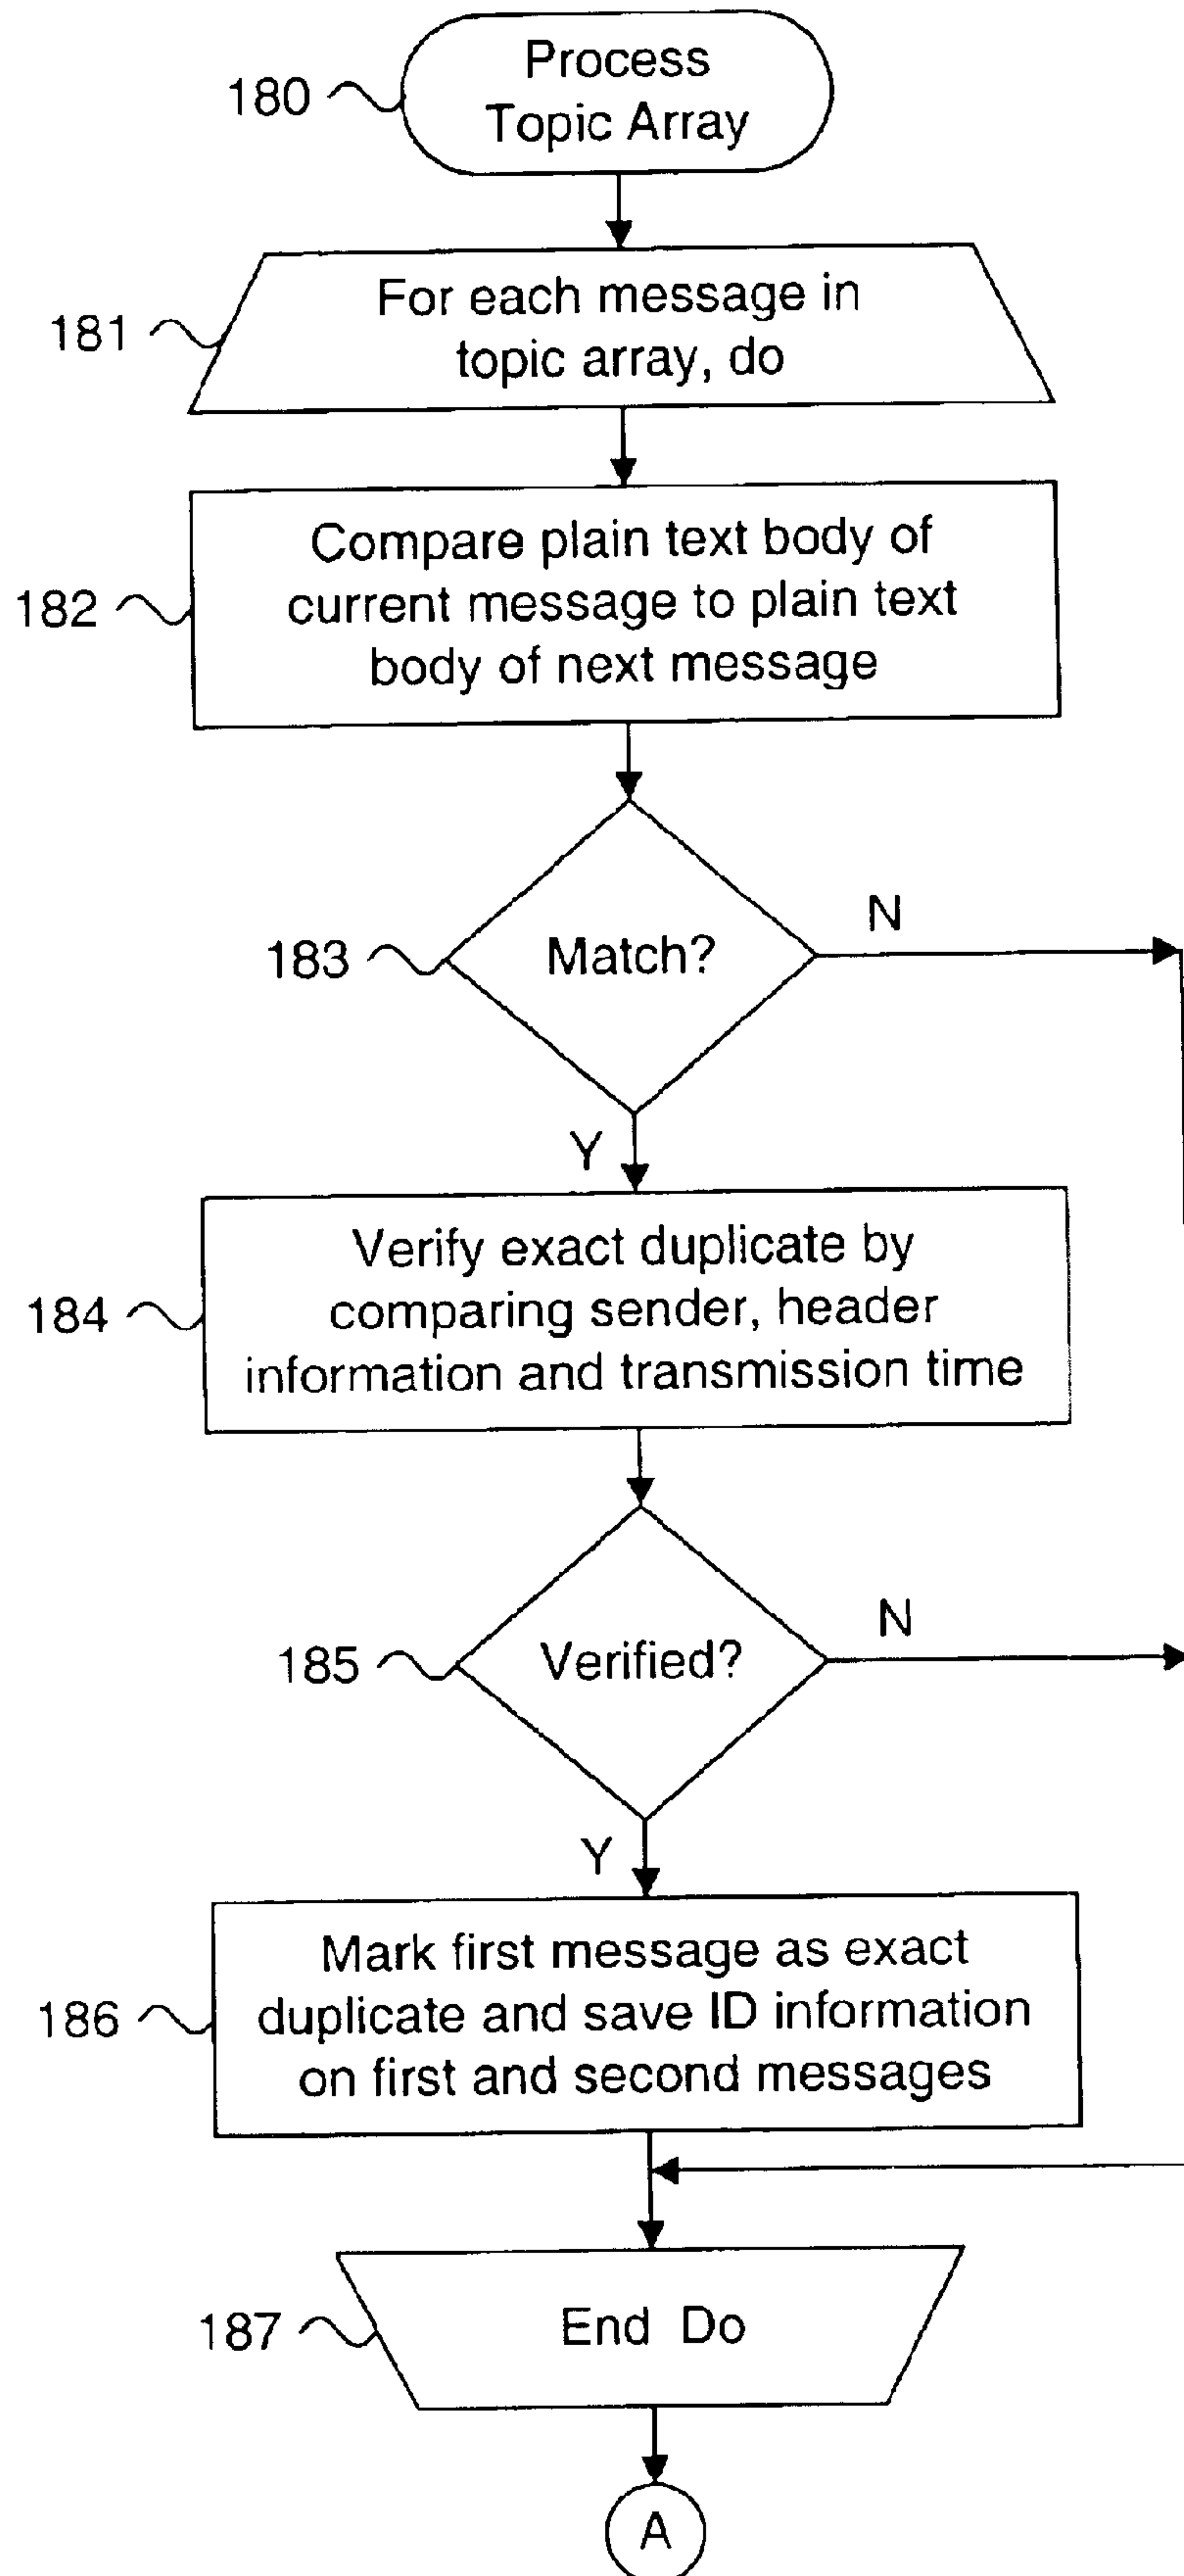 180
Process
Topic Array
181
For each message in
topic array, do
182
Compare plain text body of
current message to plain text
body of next message
183
Match?
N
Y
184
Verify exact duplicate by
comparing sender, header
information and transmission time
185
Verified?
N
Y
186
Mark first message as exact
duplicate and save ID information
on first and second messages
187
End Do
A